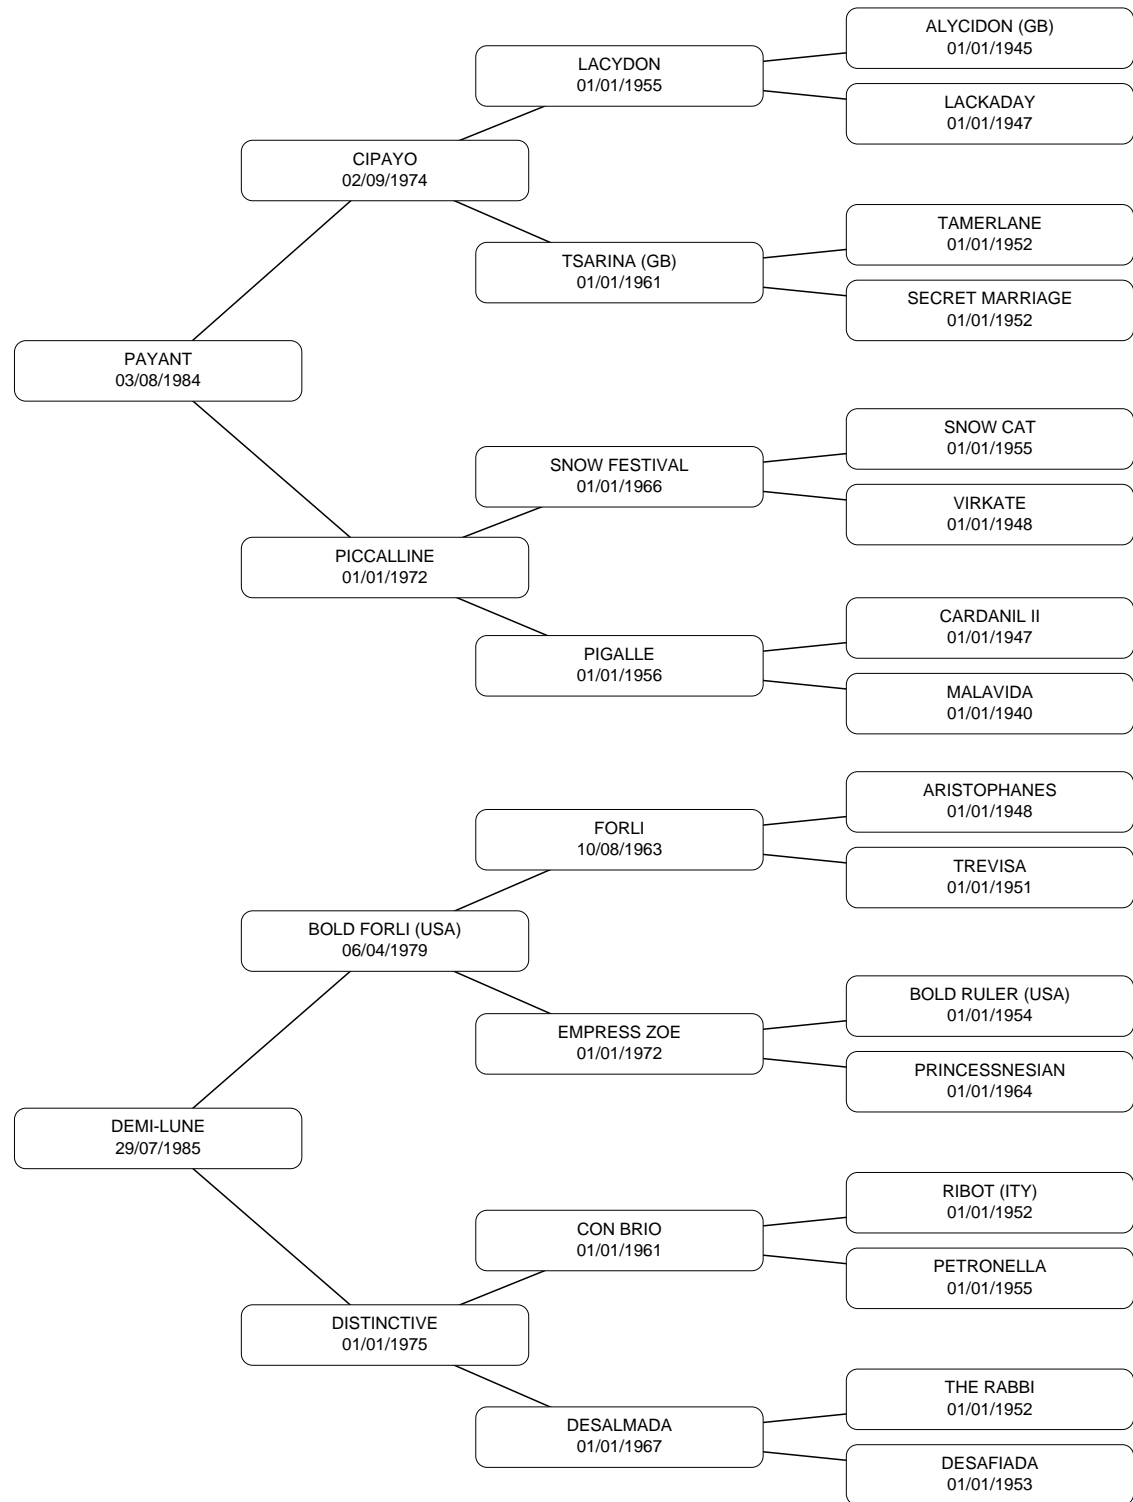 ALYCIDON (GB)
01/01/1945
LACYDON
01/01/1955
LACKADAY
01/01/1947
CIPAYO
02/09/1974
TAMERLANE
01/01/1952
TSARINA (GB)
01/01/1961
SECRET MARRIAGE
01/01/1952
PAYANT
03/08/1984
SNOW CAT
01/01/1955
SNOW FESTIVAL
01/01/1966
VIRKATE
01/01/1948
PICCALLINE
01/01/1972
CARDANIL II
01/01/1947
PIGALLE
01/01/1956
MALAVIDA
01/01/1940
ARISTOPHANES
01/01/1948
FORLI
10/08/1963
TREVISA
01/01/1951
BOLD FORLI (USA)
06/04/1979
BOLD RULER (USA)
01/01/1954
EMPRESS ZOE
01/01/1972
PRINCESSNESIAN
01/01/1964
DEMI-LUNE
29/07/1985
RIBOT (ITY)
01/01/1952
CON BRIO
01/01/1961
PETRONELLA
01/01/1955
DISTINCTIVE
01/01/1975
THE RABBI
01/01/1952
DESALMADA
01/01/1967
DESAFIADA
01/01/1953